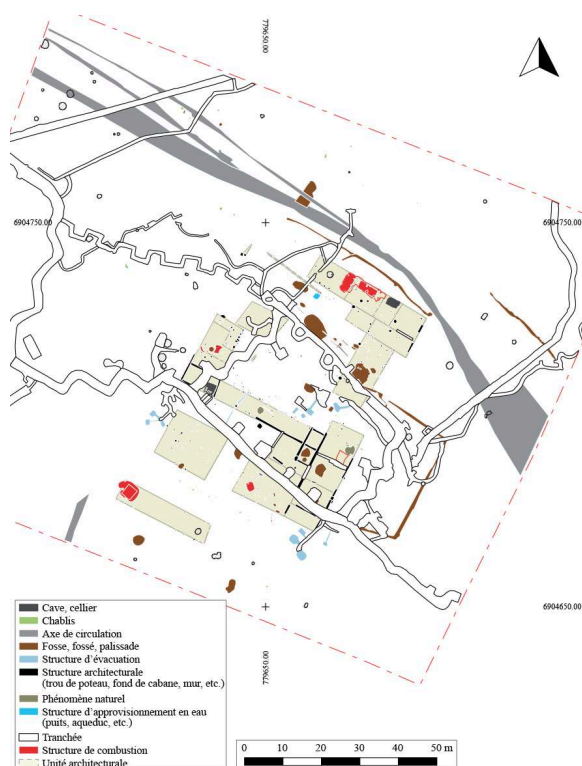 779650.00
6904750.00
6904750.00
6904650.00
779650.00
Cave, cellier
Chablis
Axe de circulation
Fosse, fossé, palissade
Structure d'évacuation
Structure architecturale
(trou de poteau, fond de cabane, mur, etc.)
Phénomène naturel
Structure d'approvisionnement en eau
(puits, aqueduc, etc.)
Tranchée
Structure de combustion
Unité architecturale
0 10 20 30 40 50 m